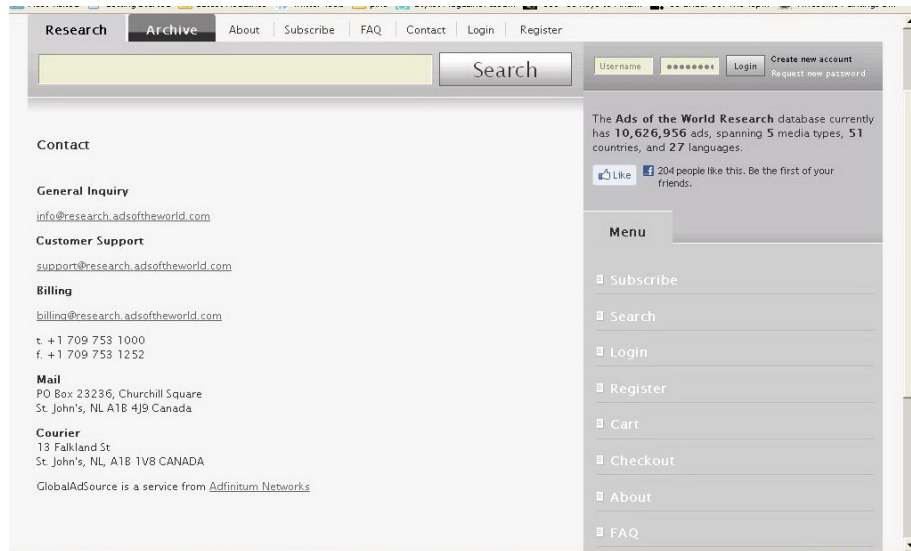 Research Archive About Subscribe FAQ Contact Login Register
Search
Username Login Create new account
Request new password
The Ads of the World Research database currently
has 10,626,956 ads, spanning 5 media types, 51
countries, and 27 languages.
Like 204 people like this. Be the first of your
friends.
Contact
General Inquiry
info@research.adsoftheworld.com
Customer Support
support@research.adsoftheworld.com
Billing
billing@research.adsoftheworld.com
t. +1 709 753 1000
f. +1 709 753 1252
Mail
PO Box 23236, Churchill Square
St. John's, NL A1B 4J9 Canada
Courier
13 Falkland St
St. John's, NL, A1B 1V8 CANADA
GlobalAdSource is a service from Adfinitum Networks
Menu
Subscribe
Search
Login
Register
Cart
Checkout
About
FAQ